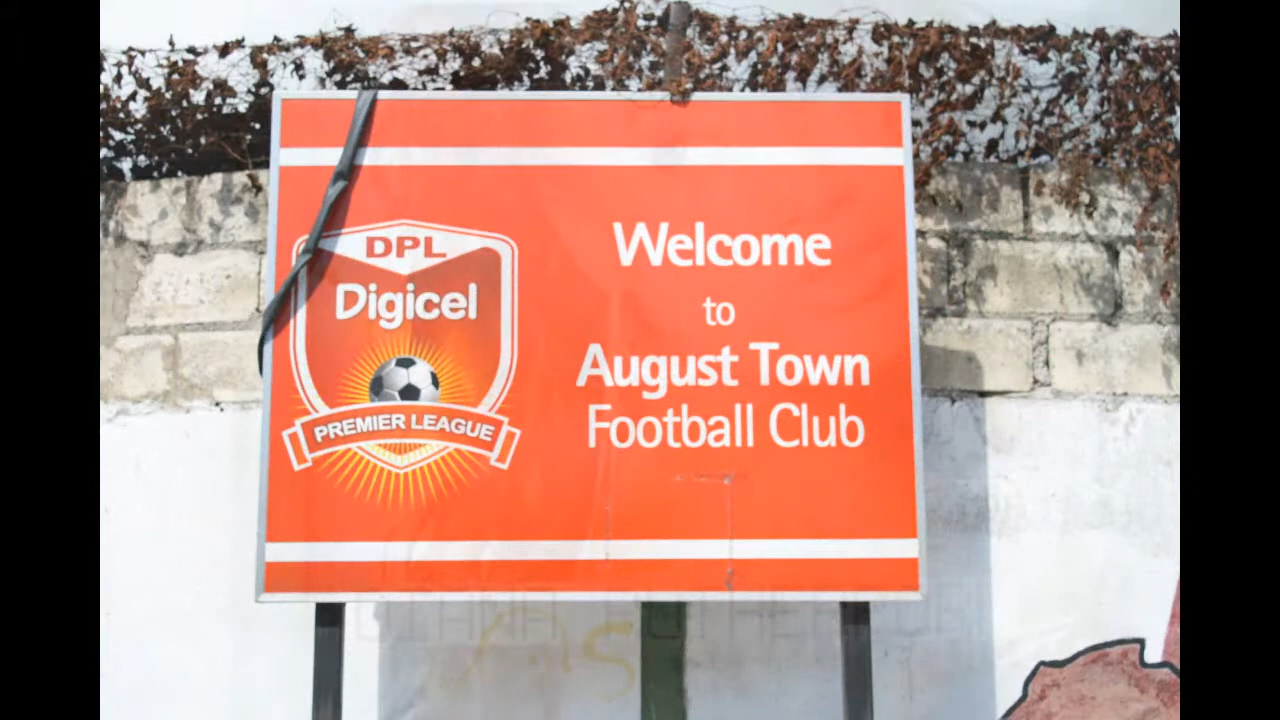 DPL
Digicel
PREMIER LEAGUE
Welcome
to
August Town
Football Club